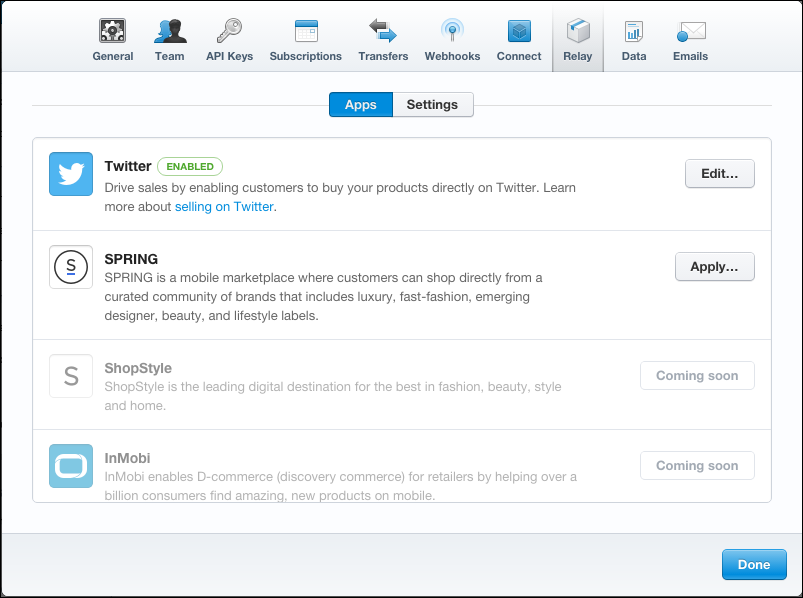 General Team API Keys Subscriptions Transfers Webhooks Connect Relay Data Emails
Apps Settings
Twitter ENABLED
Edit...
Drive sales by enabling customers to buy your products directly on Twitter. Learn
more about selling on Twitter.
S
SPRING
Apply...
SPRING is a mobile marketplace where customers can shop directly from a
curated community of brands that includes luxury, fast-fashion, emerging
designer, beauty, and lifestyle labels.
S
ShopStyle
Coming soon
ShopStyle is the leading digital destination for the best in fashion, beauty, style
and home.
InMobi
Coming soon
InMobi enables D-commerce (discovery commerce) for retailers by helping over a
billion consumers find amazing, new products on mobile.
Done